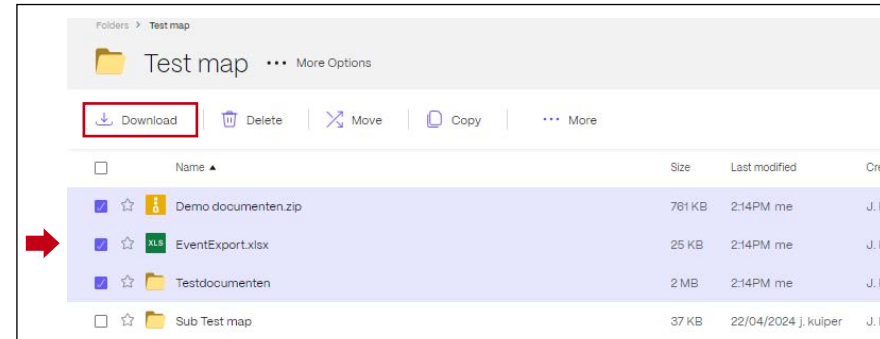 Folders > Test map
Test map ••• More Options
Download Delete Move Copy ••• More
Name ▲ Size Last modified Cre
Demo documenten.zip 761 KB 2:14PM me J.
XLS EventExport.xlsx 25 KB 2:14PM me J.
Testdocumenten 2 MB 2:14PM me J.
Sub Test map 37 KB 22/04/2024 j. kuiper J.